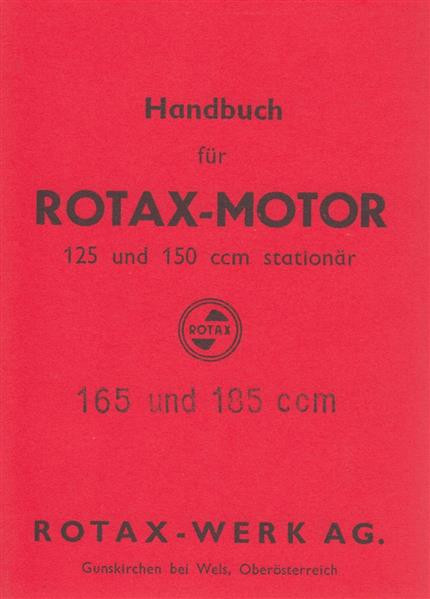 Handbuch
für
ROTAX-MOTOR
125 und 150 ccm stationär
ROTAX
165 und 185 ccm
ROTAX-WERK AG.
Gunskirchen bei Wels, Oberösterreich